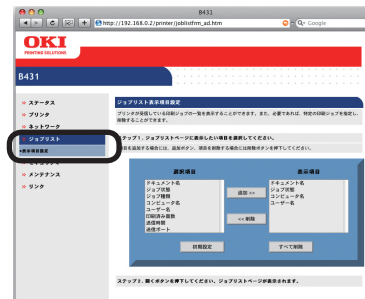 B431
http://192.168.0.2/printer/joblistfrm_ad.htm
Google
OKI
PRINTING SOLUTIONS
B431
ステータス
プリンタ
ネットワーク
ジョブリスト
表示項目設定
メンテナンス
リンク
ジョブリスト表示項目設定
プリンタが受信している印刷ジョブの一覧を表示することができます。また、必要であれば、特定の印刷ジョブを指定し、
削除することができます。
ステップ1. ジョブリストページに表示したい項目を選択してください。
項目を追加する場合には、追加ボタン、項目を削除する場合には削除ボタンを押してください。
選択項目
表示項目
ドキュメント名
ジョブ状態
ジョブ種類
コンピュータ名
ユーザー名
印刷済み面数
送信時間
送信ポート
追加 >>
<< 削除
ドキュメント名
ジョブ状態
コンピュータ名
ユーザー名
初期設定
すべて削除
ステップ2. 開くボタンを押下してください。ジョブリストページが表示されます。